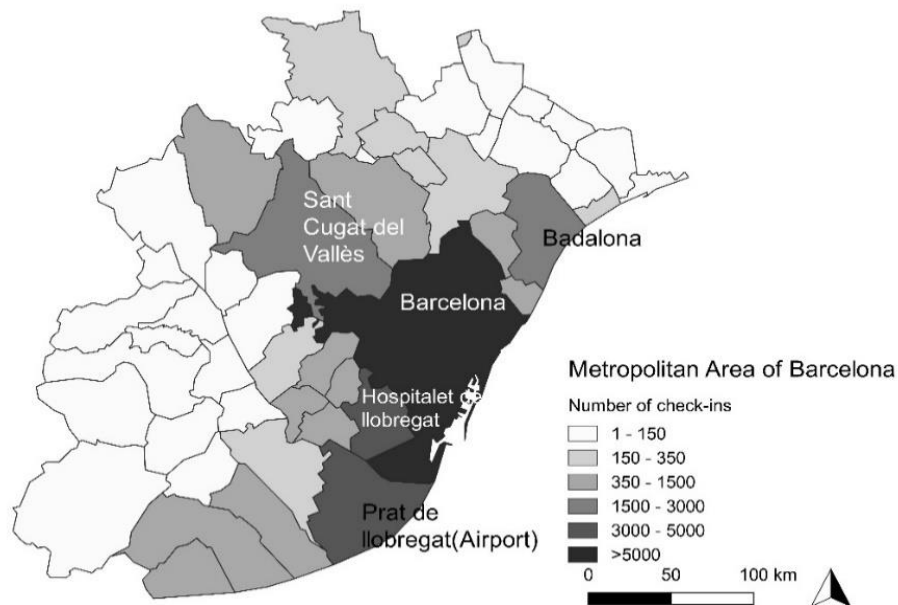 Sant
Cugat del
Vallès
Badalona
Barcelona
Hospitalet de
llobregat
Prat de
llobregat(Airport)
Metropolitan Area of Barcelona
Number of check-ins
1 - 150
150 - 350
350 - 1500
1500 - 3000
3000 - 5000
>5000
0 50 100 km